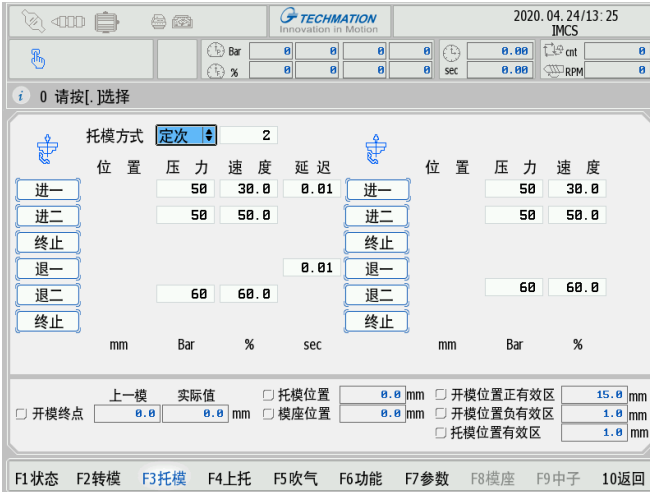 TECHMATION
Innovation in Motion
2020.04.24/13:25
IMCS
Bar 0 0 0 0 0.00 cnt 0
% 0 0 0 0 sec 0.00 RPM 0
i 0 请按[.]选择
托模方式 定次 2
位 置 压 力 速 度 延 迟 位 置 压 力 速 度
进一 50 30.0 0.01 进一 50 30.0
进二 50 50.0 进二 50 50.0
终止 终止
退一 0.01 退一
退二 60 60.0 退二 60 60.0
终止 终止
mm Bar % sec mm Bar %
上一模 实际值 托模位置 0.0 mm 开模位置正有效区 15.0 mm
开模终点 0.0 0.0 mm 模座位置 0.0 mm 开模位置负有效区 1.0 mm
托模位置有效区 1.0 mm
F1状态 F2转模 F3托模 F4上托 F5吹气 F6功能 F7参数 F8模座 F9中子 10返回